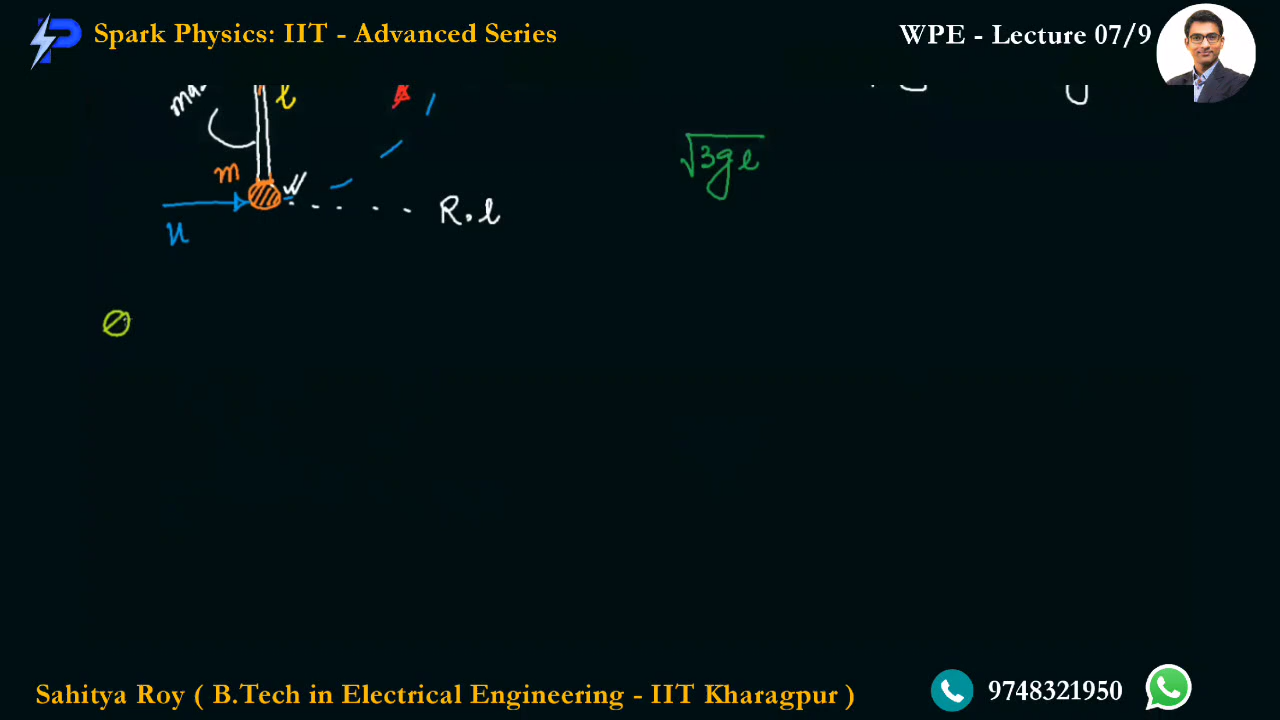 Spark Physics: IIT - Advanced Series
WPE - Lecture 07/9
l
√3gl
m
R.l
u
Sahitya Roy ( B.Tech in Electrical Engineering - IIT Kharagpur )
9748321950